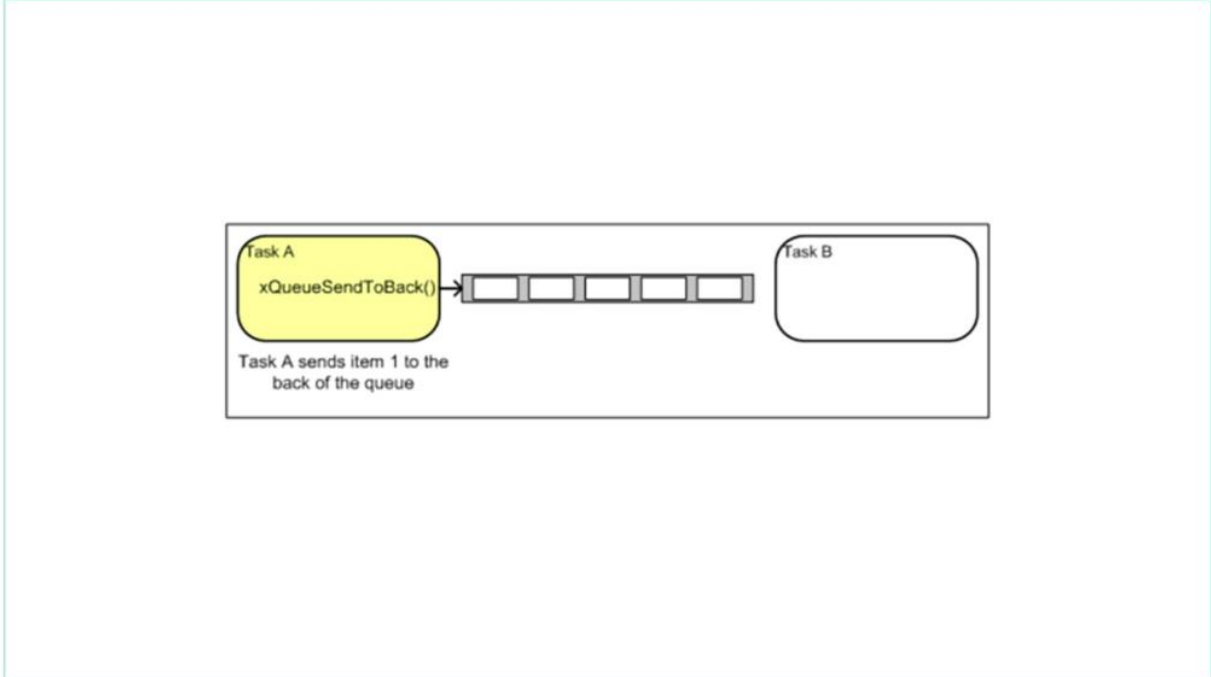 Task A
xQueueSendToBack()
Task B
Task A sends item 1 to the
back of the queue